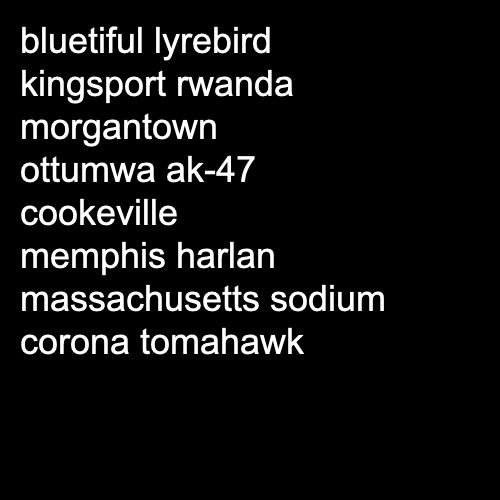 bluetiful lyrebird
kingsport rwanda
morgantown
ottumwa ak-47
cookeville
memphis harlan
massachusetts sodium
corona tomahawk